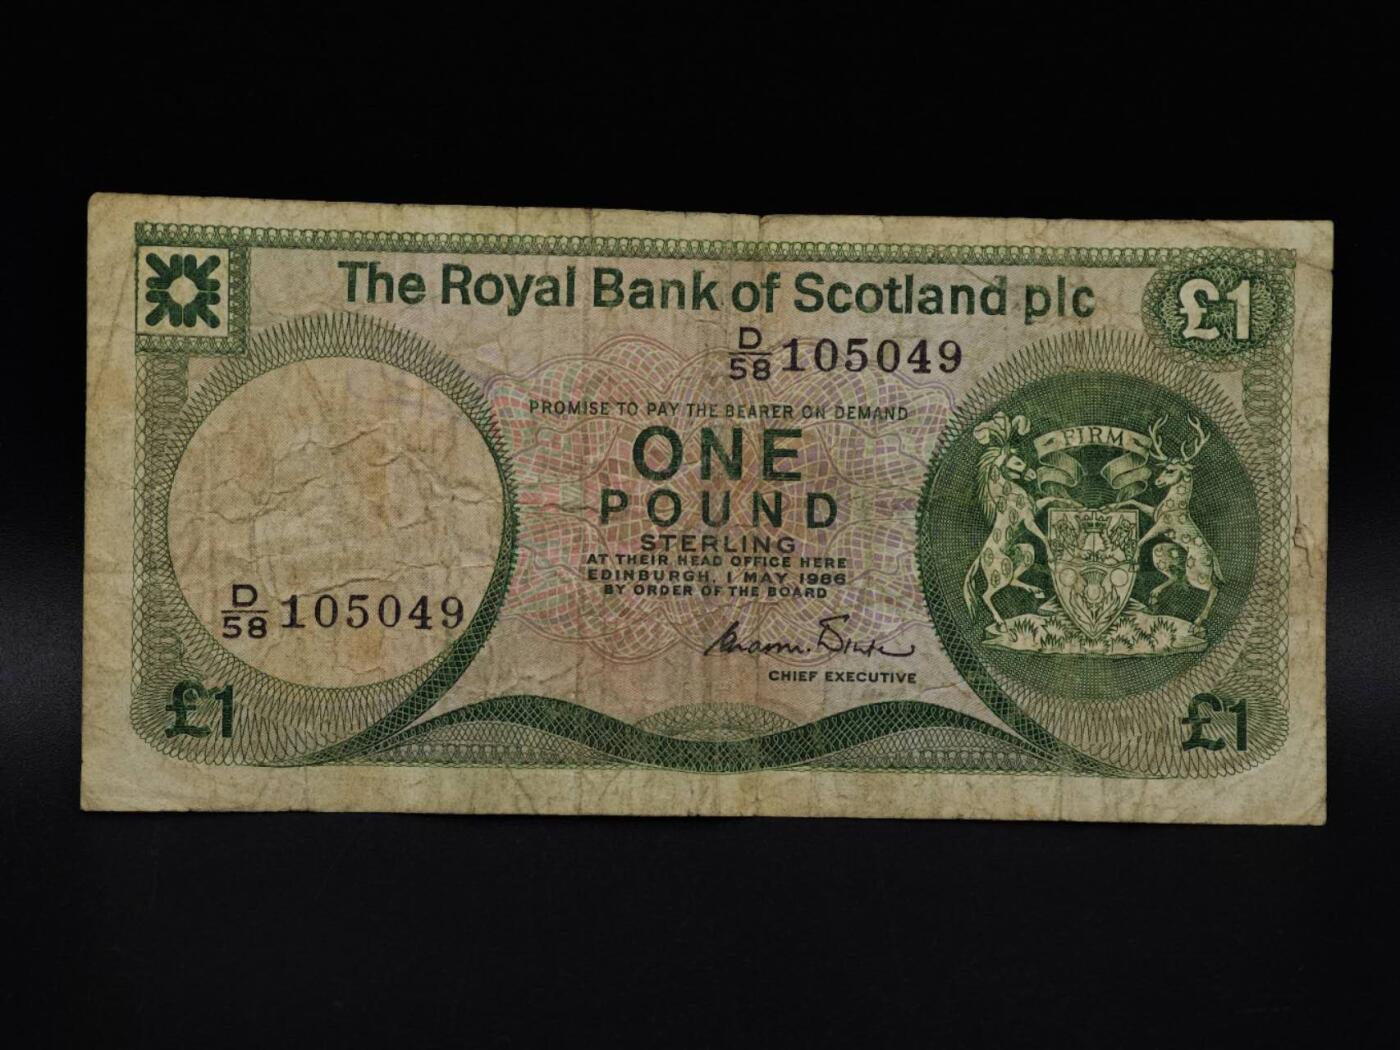 The Royal Bank of Scotland plc
£1
D/58 105049
PROMISE TO PAY THE BEARER ON DEMAND
FIRM
ONE
POUND
STERLING
AT THEIR HEAD OFFICE HERE
EDINBURGH, 1 MAY 1986
BY ORDER OF THE BOARD
D/58 105049
CHIEF EXECUTIVE
£1
£1